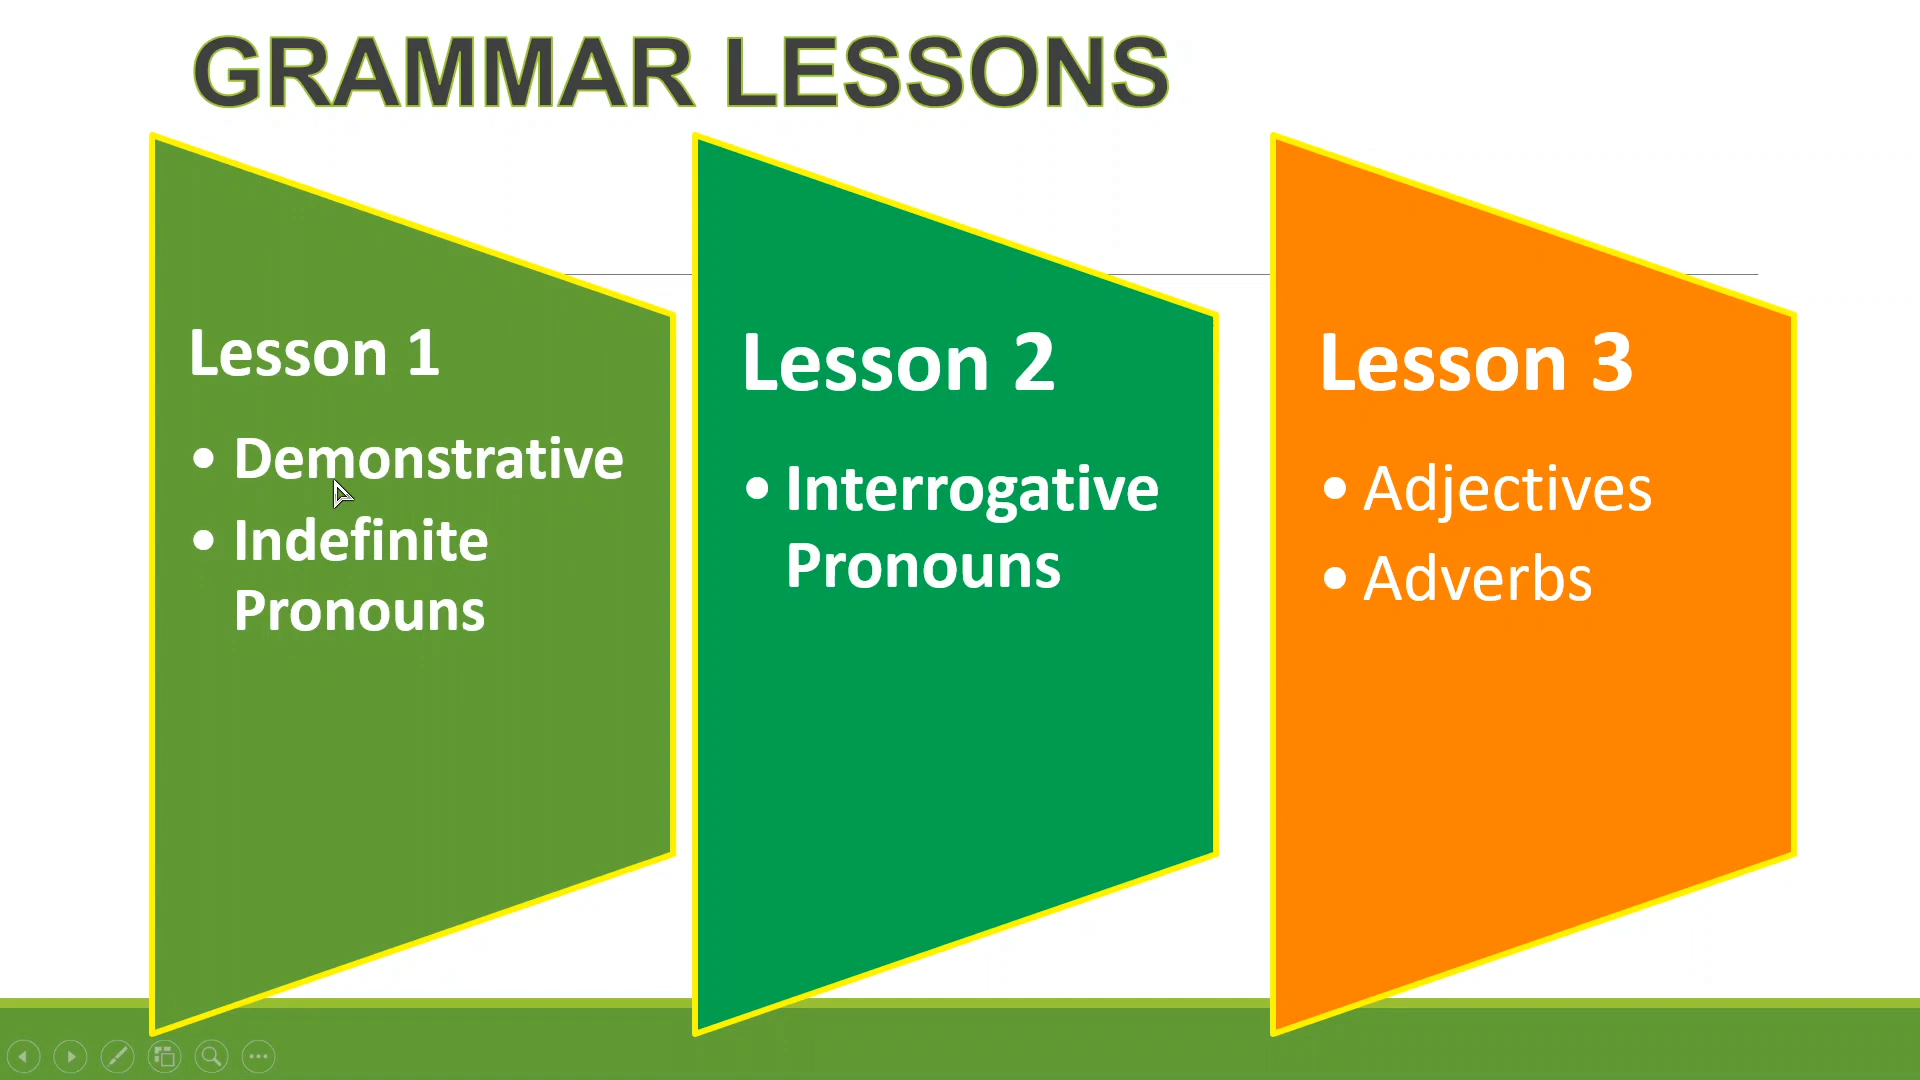 GRAMMAR LESSONS
Lesson 1
• Demonstrative
• Indefinite
Pronouns
Lesson 2
• Interrogative
Pronouns
Lesson 3
• Adjectives
• Adverbs